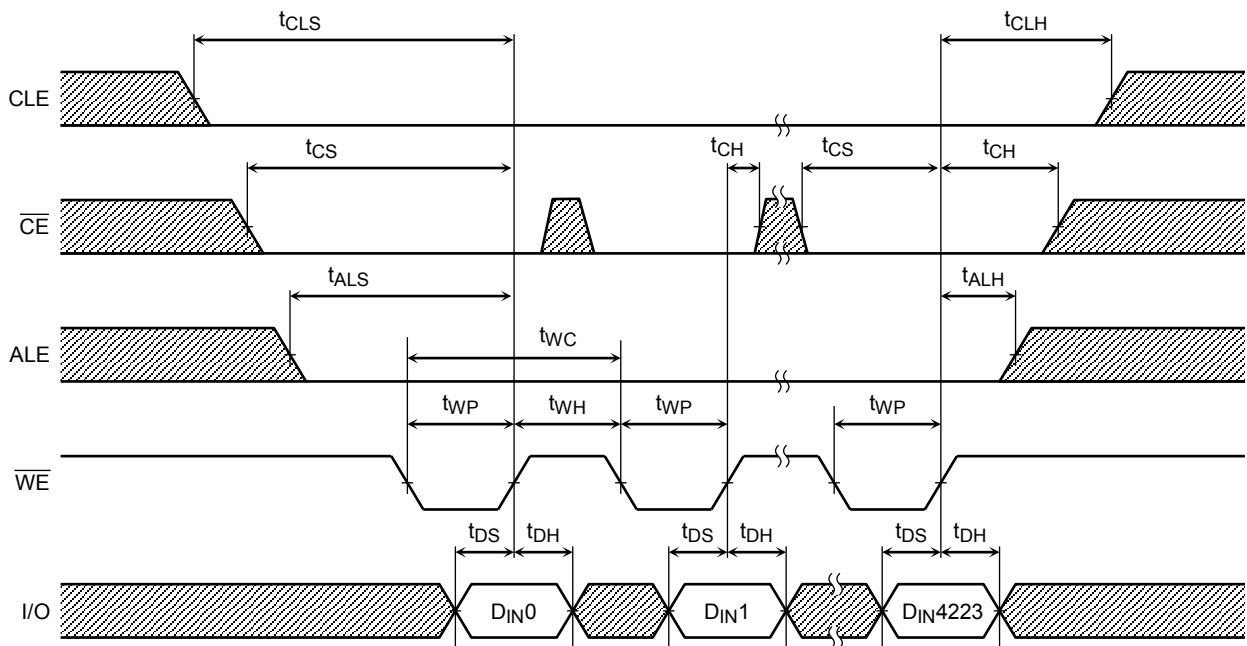 tCLS tCLH
CLE
tCS tCH tCS tCH
CE
tALS tALH
ALE
tWC
tWP tWH tWP tWP
WE
tDS tDH tDS tDH tDS tDH
I/O DIN0 DIN1 DIN4223